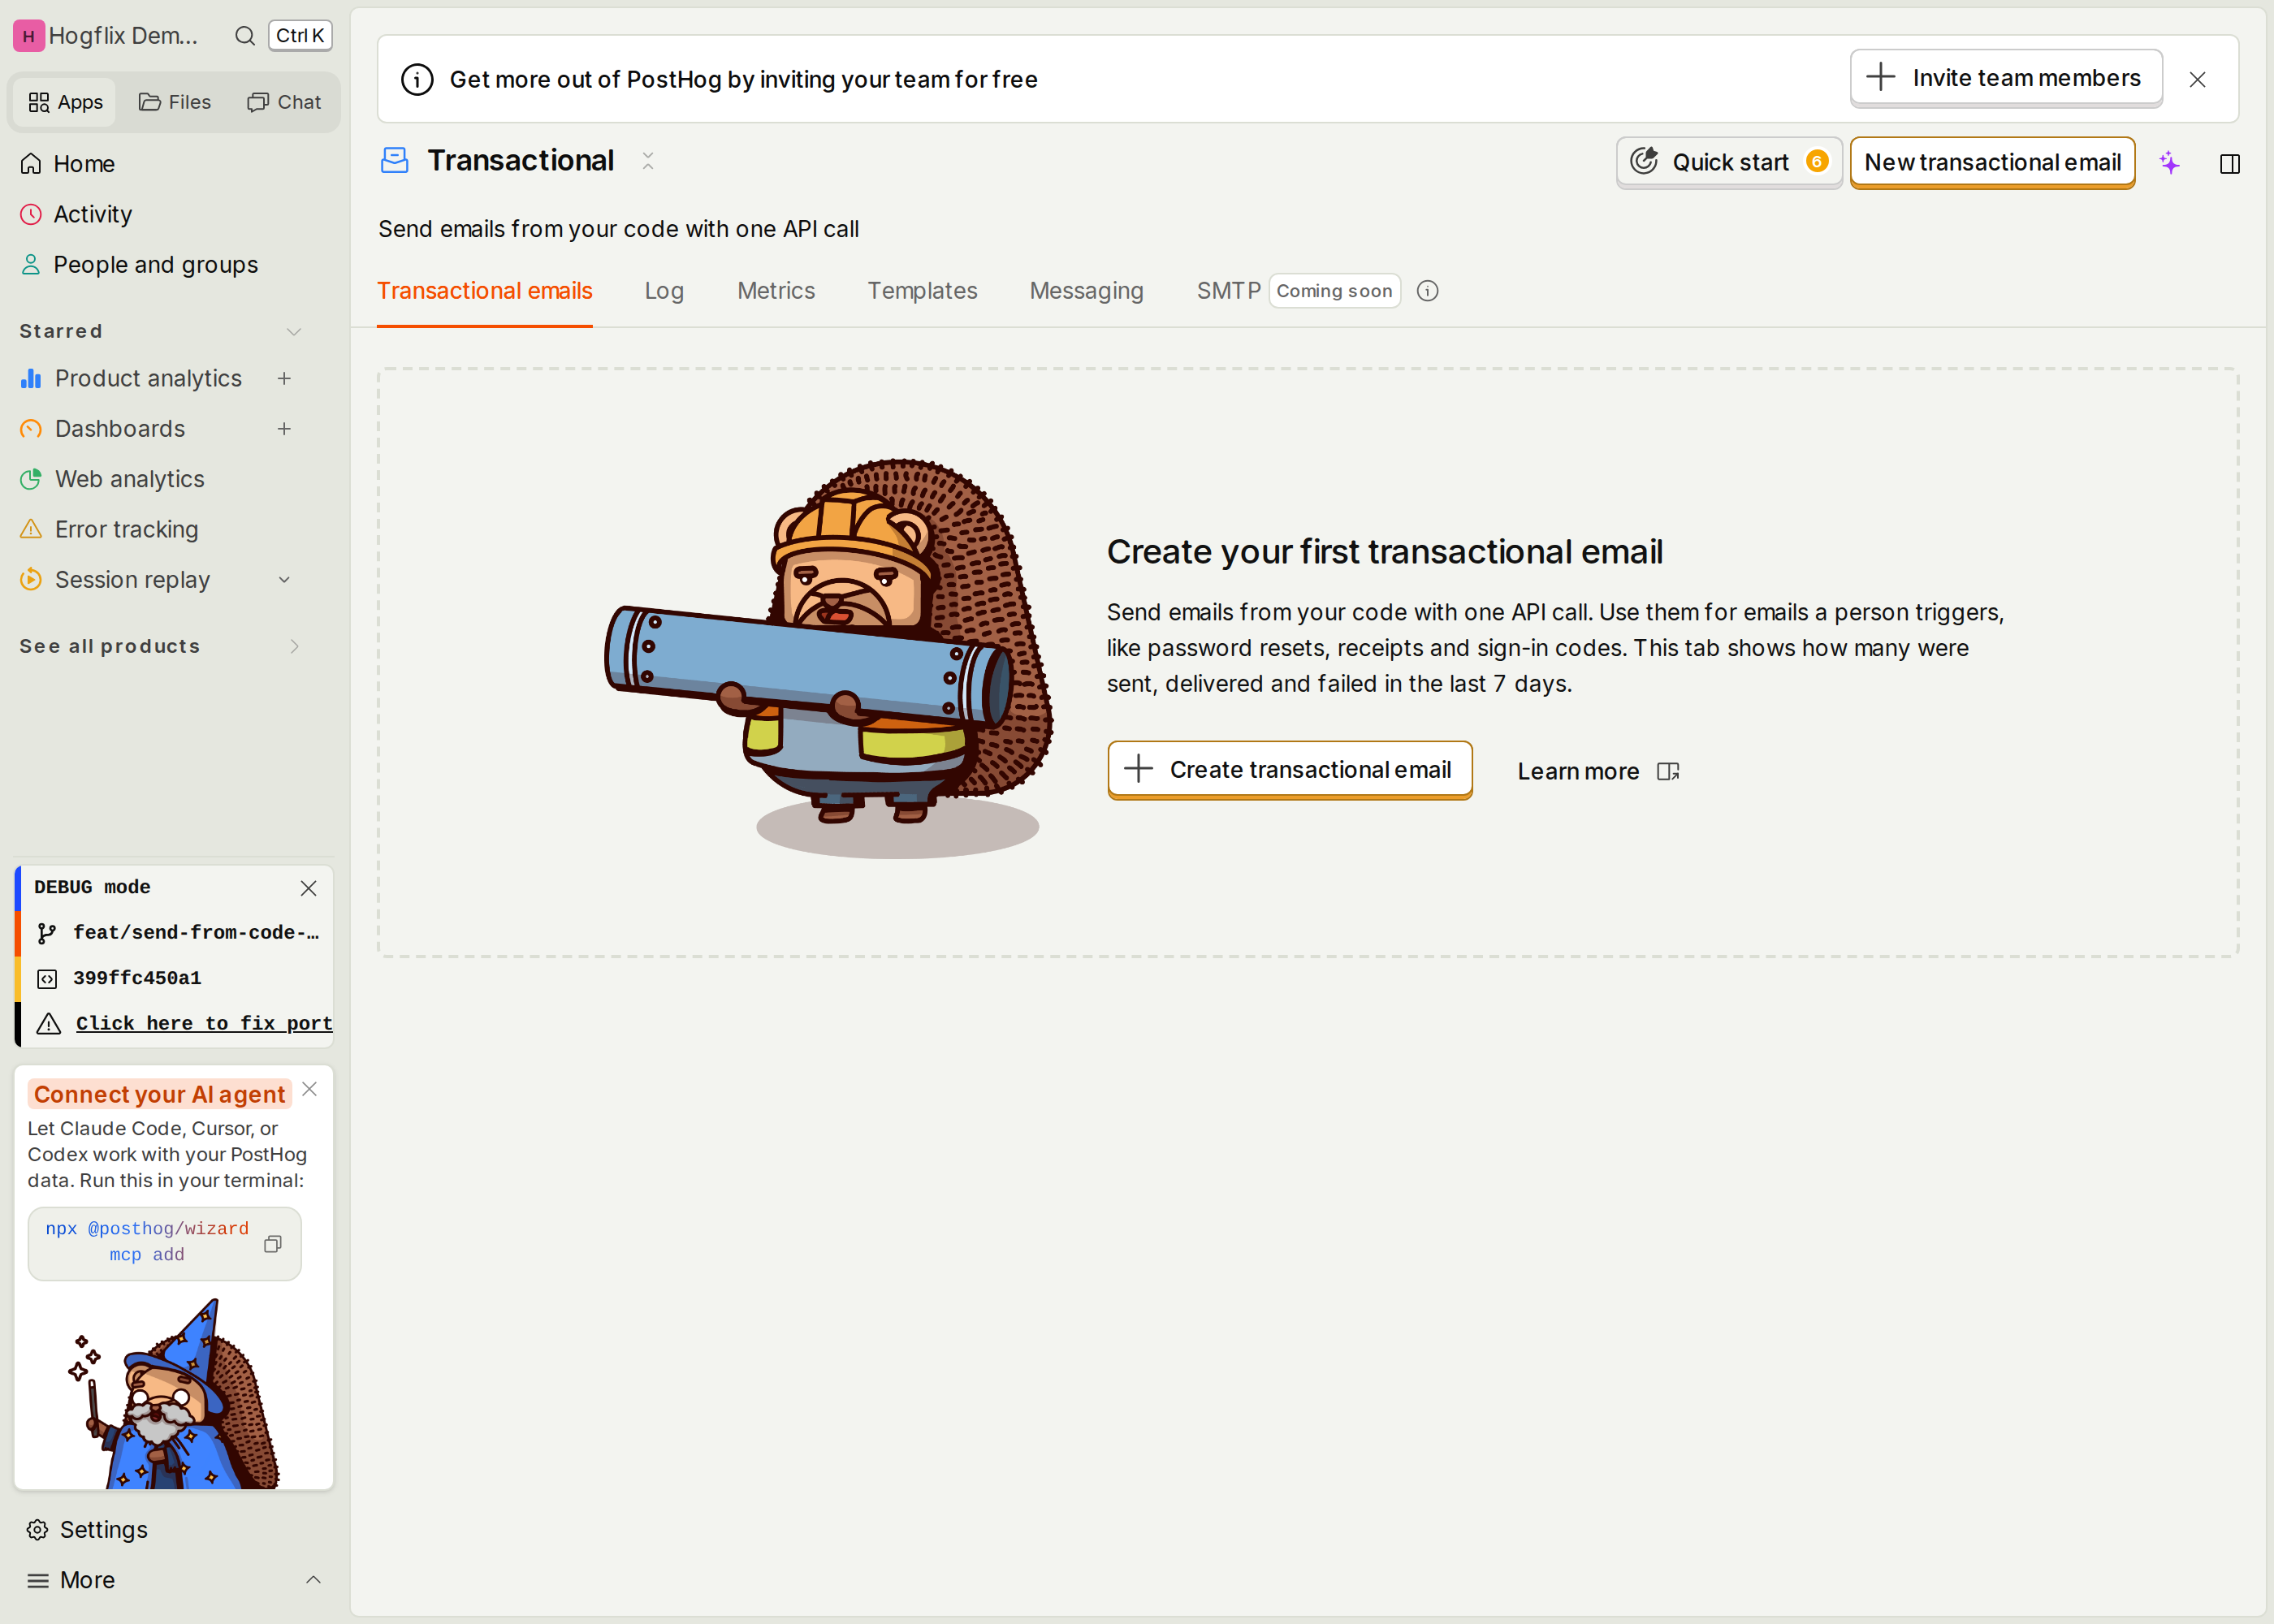 H Hogflix Dem... Ctrl K
Apps Files Chat
Home
Activity
People and groups
Starred
Product analytics
Dashboards
Web analytics
Error tracking
Session replay
See all products
DEBUG mode
feat/send-from-code-…
399ffc450a1
Click here to fix port
Connect your AI agent
Let Claude Code, Cursor, or
Codex work with your PostHog
data. Run this in your terminal:
npx @posthog/wizard
mcp add
Settings
More
Get more out of PostHog by inviting your team for free
Invite team members
Transactional
Quick start 6
New transactional email
Send emails from your code with one API call
Transactional emails Log Metrics Templates Messaging SMTP Coming soon
Create your first transactional email
Send emails from your code with one API call. Use them for emails a person triggers,
like password resets, receipts and sign-in codes. This tab shows how many were
sent, delivered and failed in the last 7 days.
Create transactional email
Learn more